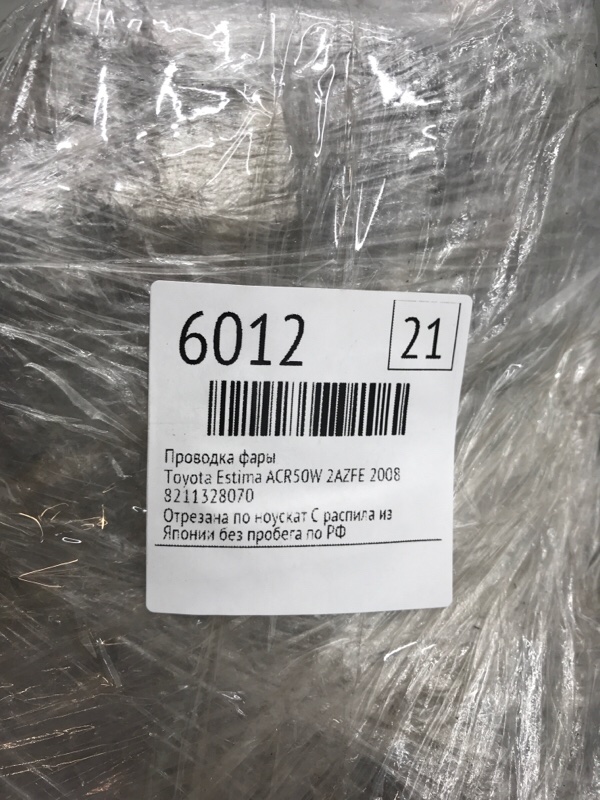 6012
21
Проводка фары
Toyota Estima ACR50W 2AZFE 2008
8211328070
Отрезана по ноускат С распила из
Японии без пробега по РФ